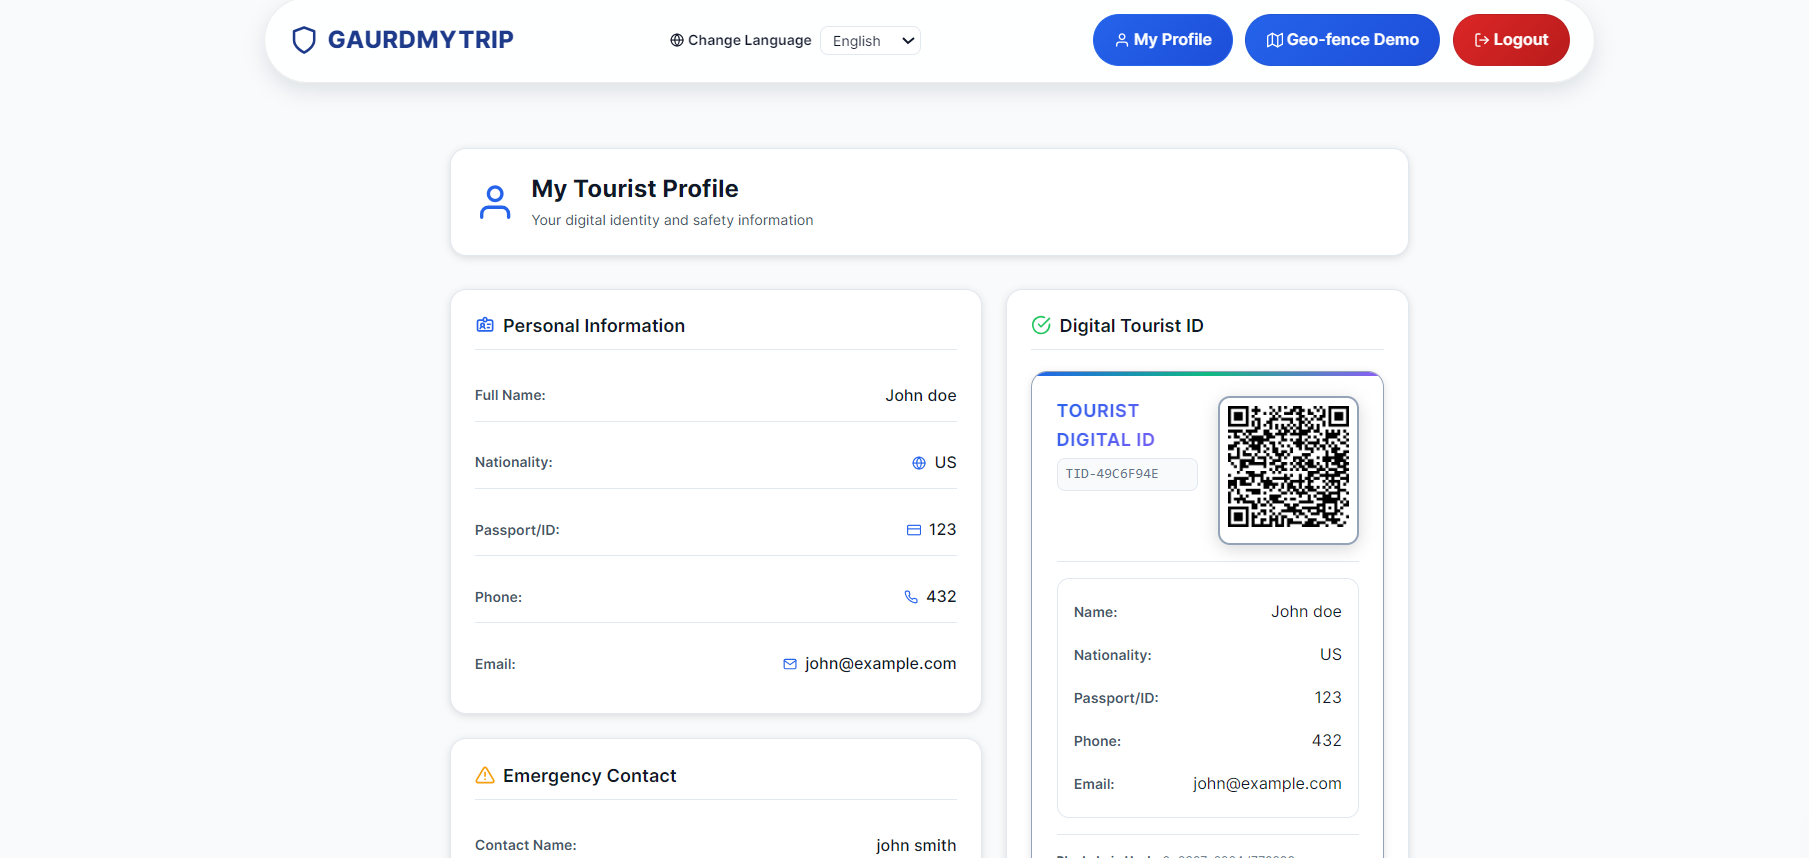 GAURDMYTRIP
Change Language
English
My Profile
Geo-fence Demo
Logout
My Tourist Profile
Your digital identity and safety information
Personal Information
Full Name: John doe
Nationality: US
Passport/ID: 123
Phone: 432
Email: john@example.com
Emergency Contact
Contact Name: john smith
Digital Tourist ID
TOURIST
DIGITAL ID
TID-49C6F94E
Name: John doe
Nationality: US
Passport/ID: 123
Phone: 432
Email: john@example.com